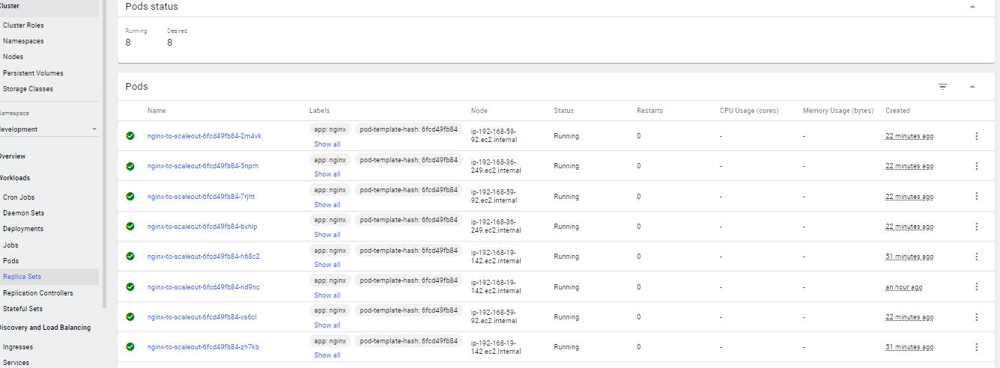 Cluster
Cluster Roles
Namespaces
Nodes
Persistent Volumes
Storage Classes
Namespace
development
Overview
Workloads
Cron Jobs
Daemon Sets
Deployments
Jobs
Pods
Replica Sets
Replication Controllers
Stateful Sets
Discovery and Load Balancing
Ingresses
Services
Pods status
Running Desired
8 8
Pods
Name Labels Node Status Restarts CPU Usage (cores) Memory Usage (bytes) Created
nginx-to-scaleout-6fcd49fb84-2m4vk app: nginx pod-template-hash: 6fcd49fb84 ip-192-168-59- Running 0 - - 22 minutes ago
Show all 92.ec2.internal
nginx-to-scaleout-6fcd49fb84-5nprh app: nginx pod-template-hash: 6fcd49fb84 ip-192-168-36- Running 0 - - 22 minutes ago
Show all 249.ec2.internal
nginx-to-scaleout-6fcd49fb84-7rjht app: nginx pod-template-hash: 6fcd49fb84 ip-192-168-59- Running 0 - - 22 minutes ago
Show all 92.ec2.internal
nginx-to-scaleout-6fcd49fb84-bxhlp app: nginx pod-template-hash: 6fcd49fb84 ip-192-168-36- Running 0 - - 22 minutes ago
Show all 249.ec2.internal
nginx-to-scaleout-6fcd49fb84-h68c2 app: nginx pod-template-hash: 6fcd49fb84 ip-192-168-19- Running 0 - - 51 minutes ago
Show all 142.ec2.internal
nginx-to-scaleout-6fcd49fb84-nd9nc app: nginx pod-template-hash: 6fcd49fb84 ip-192-168-19- Running 0 - - an hour ago
Show all 142.ec2.internal
nginx-to-scaleout-6fcd49fb84-vs6cl app: nginx pod-template-hash: 6fcd49fb84 ip-192-168-59- Running 0 - - 22 minutes ago
Show all 92.ec2.internal
nginx-to-scaleout-6fcd49fb84-zh7kb app: nginx pod-template-hash: 6fcd49fb84 ip-192-168-19- Running 0 - - 51 minutes ago
Show all 142.ec2.internal